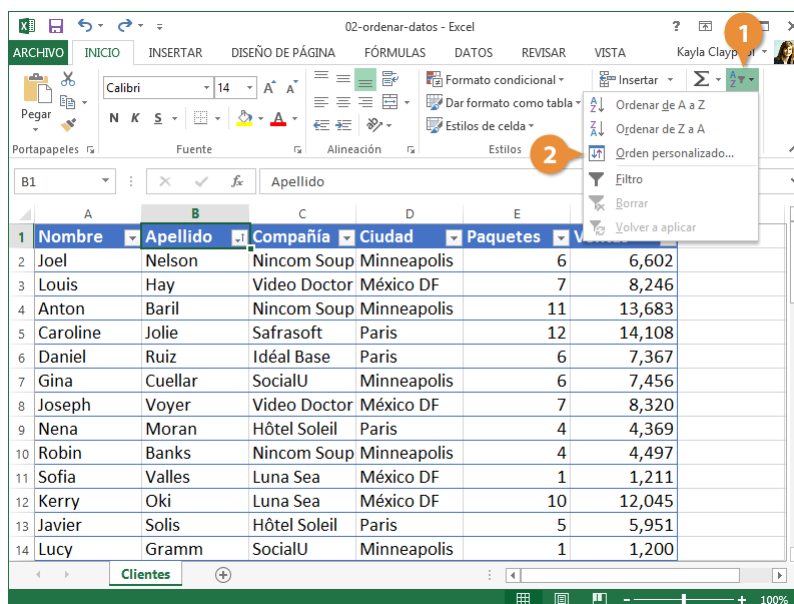 02-ordenar-datos - Excel ?
1
ARCHIVO INICIO INSERTAR DISEÑO DE PÁGINA FÓRMULAS DATOS REVISAR VISTA
Pegar
Calibri 14 A A
N K S A
Formato condicional
Dar formato como tabla
Estilos de celda
Insertar Σ
Portapapeles Fuente Alineación Estilos
Ordenar de A a Z
Ordenar de Z a A
2 Orden personalizado...
Filtro
Borrar
Volver a aplicar
B1 fx Apellido
A B C D E
1 Nombre Apellido Compañía Ciudad Paquetes
2 Joel Nelson Nincom Soup Minneapolis 6 6,602
3 Louis Hay Video Doctor México DF 7 8,246
4 Anton Baril Nincom Soup Minneapolis 11 13,683
5 Caroline Jolie Safrasoft Paris 12 14,108
6 Daniel Ruiz Idéal Base Paris 6 7,367
7 Gina Cuellar SocialU Minneapolis 6 7,456
8 Joseph Voyer Video Doctor México DF 7 8,320
9 Nena Moran Hôtel Soleil Paris 4 4,369
10 Robin Banks Nincom Soup Minneapolis 4 4,497
11 Sofia Valles Luna Sea México DF 1 1,211
12 Kerry Oki Luna Sea México DF 10 12,045
13 Javier Solis Hôtel Soleil Paris 5 5,951
14 Lucy Gramm SocialU Minneapolis 1 1,200
Clientes
100%